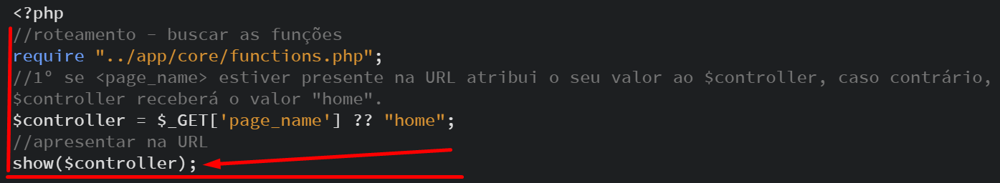 <?php
//roteamento - buscar as funções
require "../app/core/functions.php";
//1º se <page_name> estiver presente na URL atribui o seu valor ao $controller, caso contrário,
$controller receberá o valor "home".
$controller = $_GET['page_name'] ?? "home";
//apresentar na URL
show($controller);